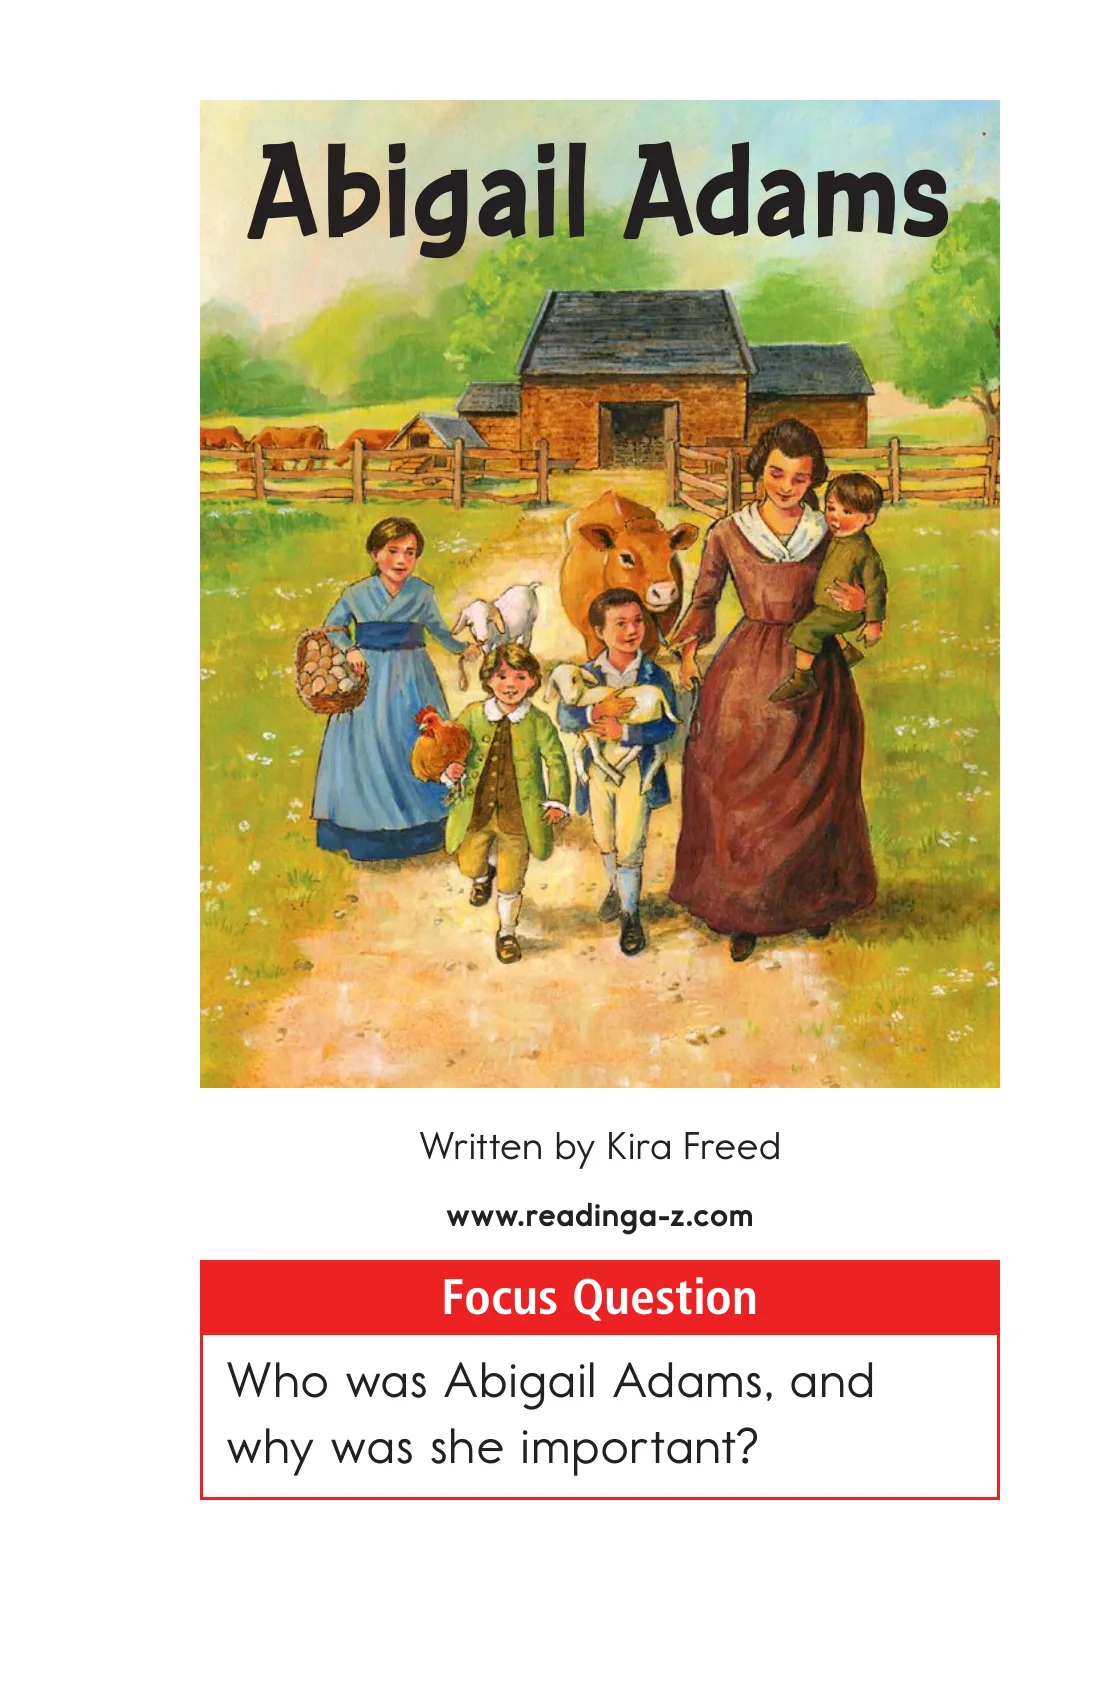 Abigail Adams
Written by Kira Freed
www.readinga-z.com
Focus Question
Who was Abigail Adams, and
why was she important?